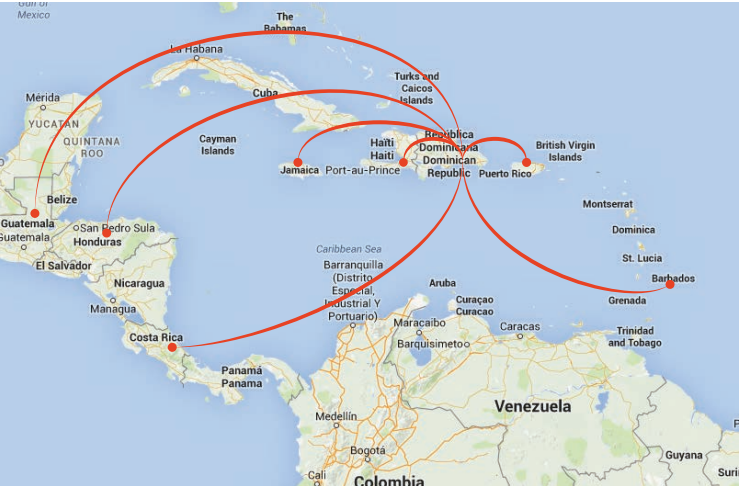 Gulf of
Mexico
The
Bahamas
La Habana
Turks and
Caicos
Islands
Cuba
Mérida
YUCATAN
QUINTANA
ROO
Cayman
Islands
Haïti
Haiti
República
Dominicana
Dominican
Republic
British Virgin
Islands
Jamaica
Port-au-Prince
Puerto Rico
Belize
Montserrat
Guatemala
San Pedro Sula
Dominica
Guatemala
Honduras
Caribbean Sea
St. Lucia
El Salvador
Barranquilla
(Distrito
Especial,
Industrial Y
Portuario)
Barbados
Nicaragua
Aruba
Curaçao
Curacao
Grenada
Managua
Maracaibo
Caracas
Trinidad
and Tobago
Costa Rica
Barquisimeto
Panamá
Panama
Venezuela
Medellín
Bogotá
Guyana
Cali
Colombia
Suri
P